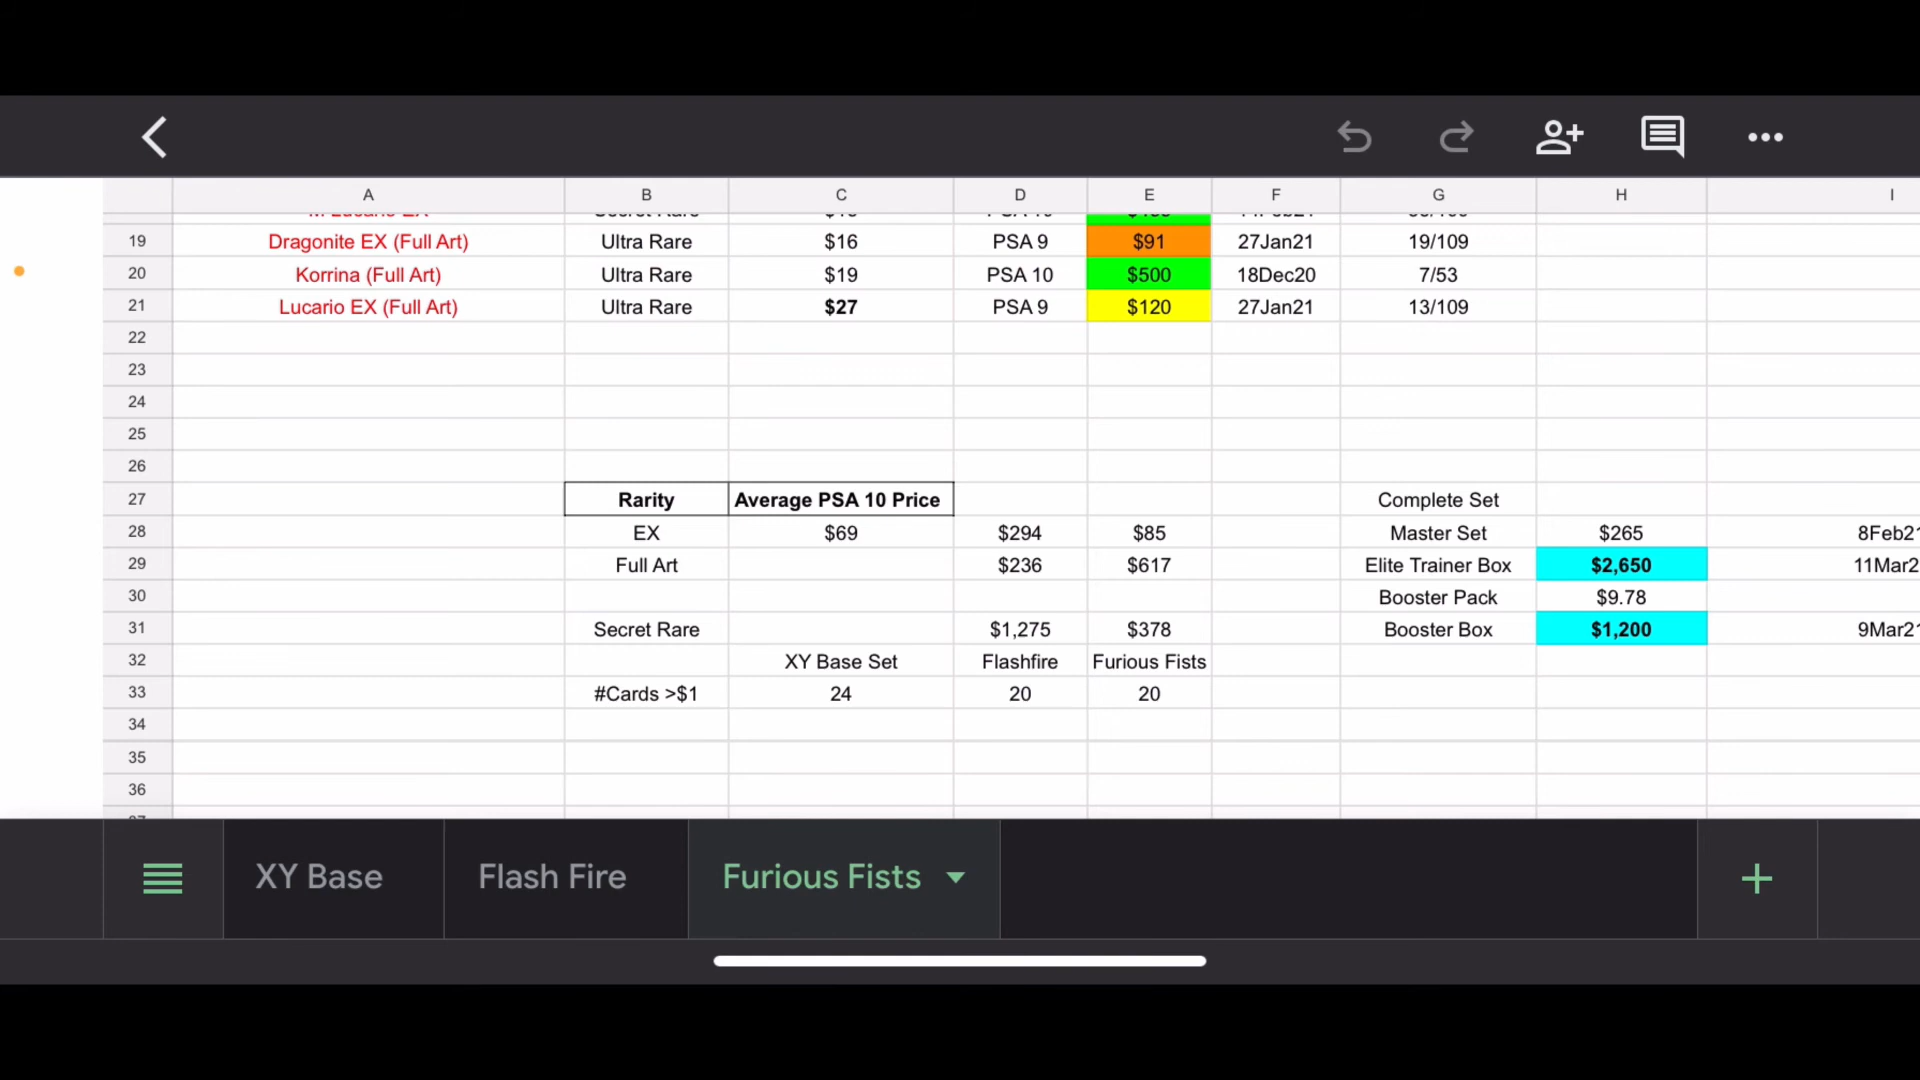 A B C D E F G H I
19 Dragonite EX (Full Art) Ultra Rare $16 PSA 9 $91 27Jan21 19/109
20 Korrina (Full Art) Ultra Rare $19 PSA 10 $500 18Dec20 7/53
21 Lucario EX (Full Art) Ultra Rare $27 PSA 9 $120 27Jan21 13/109
22
23
24
25
26
27 Rarity Average PSA 10 Price Complete Set
28 EX $69 $294 $85 Master Set $265 8Feb21
29 Full Art $236 $617 Elite Trainer Box $2,650 11Mar2
30 Booster Pack $9.78
31 Secret Rare $1,275 $378 Booster Box $1,200 9Mar21
32 XY Base Set Flashfire Furious Fists
33 #Cards >$1 24 20 20
34
35
36
XY Base Flash Fire Furious Fists